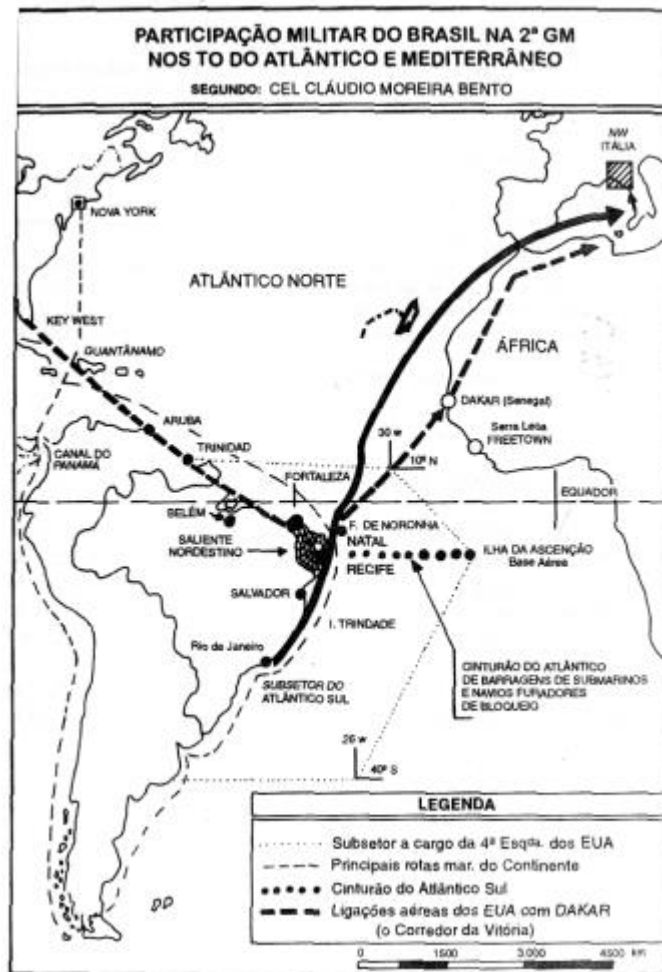 PARTICIPAÇÃO MILITAR DO BRASIL NA 2ª GM
NOS TO DO ATLÂNTICO E MEDITERRÂNEO
SEGUNDO: CEL CLÁUDIO MOREIRA BENTO
NW
ITÁLIA
NOVA YORK
ATLÂNTICO NORTE
KEY WEST
GUANTÂNAMO
ÁFRICA
ARUBA
DAKAR (Senegal)
TRINIDAD
Serra Leoa
FREETOWN
30 w
10º N
CANAL DO
PANAMÁ
FORTALEZA
EQUADOR
BELÉM
F. DE NORONHA
SALIENTE
NORDESTINO
NATAL
RECIFE
ILHA DA ASCENÇÃO
Base Aérea
SALVADOR
I. TRINDADE
Rio de Janeiro
SUBSETOR DO
ATLÂNTICO SUL
CINTURÃO DO ATLÂNTICO
DE BARRAGENS DE SUBMARINOS
E NAVIOS FURADORES
DE BLOQUEIO
26 w
40º S
LEGENDA
Subsetor a cargo da 4ª Esqda. dos EUA
Principais rotas mar. do Continente
Cinturão do Atlântico Sul
Ligações aéreas dos EUA com DAKAR
(o Corredor da Vitória)
0 1500 3.000 4500 km